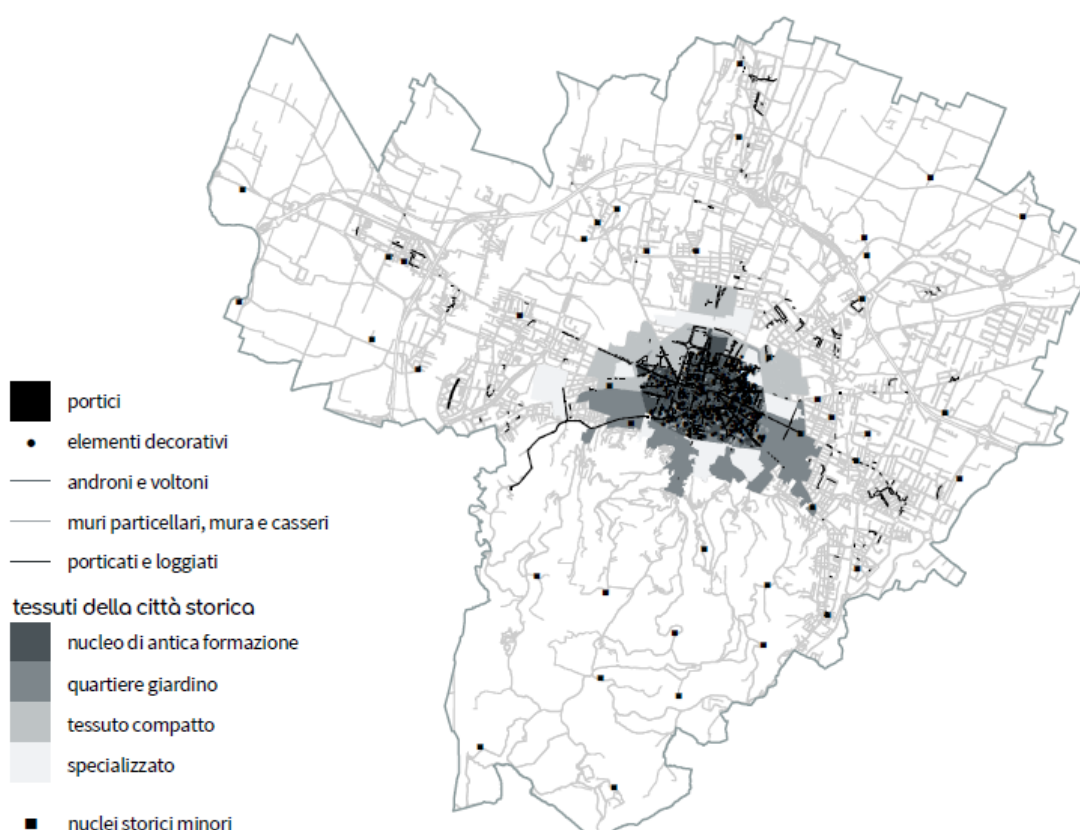 portici
elementi decorativi
androni e voltoni
muri particellari, mura e casseri
porticati e loggiati
tessuti della città storica
nucleo di antica formazione
quartiere giardino
tessuto compatto
specializzato
nuclei storici minori